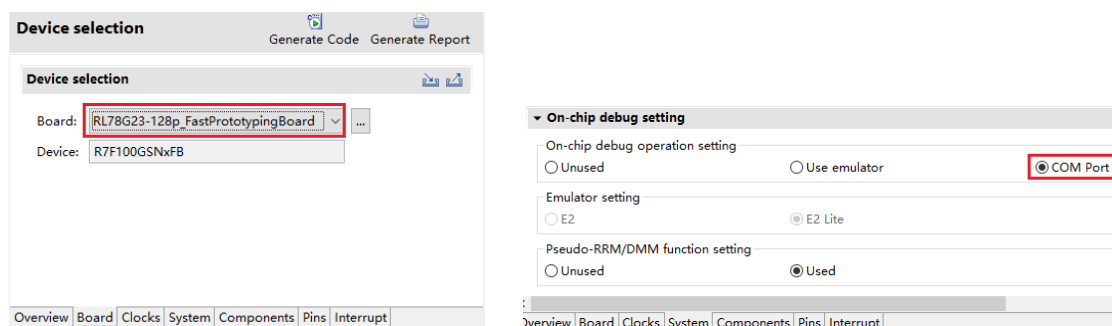 Device selection
Generate Code Generate Report
Device selection
Board: RL78G23-128p_FastPrototypingBoard ...
Device: R7F100GSNxFB
Overview Board Clocks System Components Pins Interrupt
On-chip debug setting
On-chip debug operation setting
Unused Use emulator COM Port
Emulator setting
E2 E2 Lite
Pseudo-RRM/DMM function setting
Unused Used
Overview Board Clocks System Components Pins Interrupt